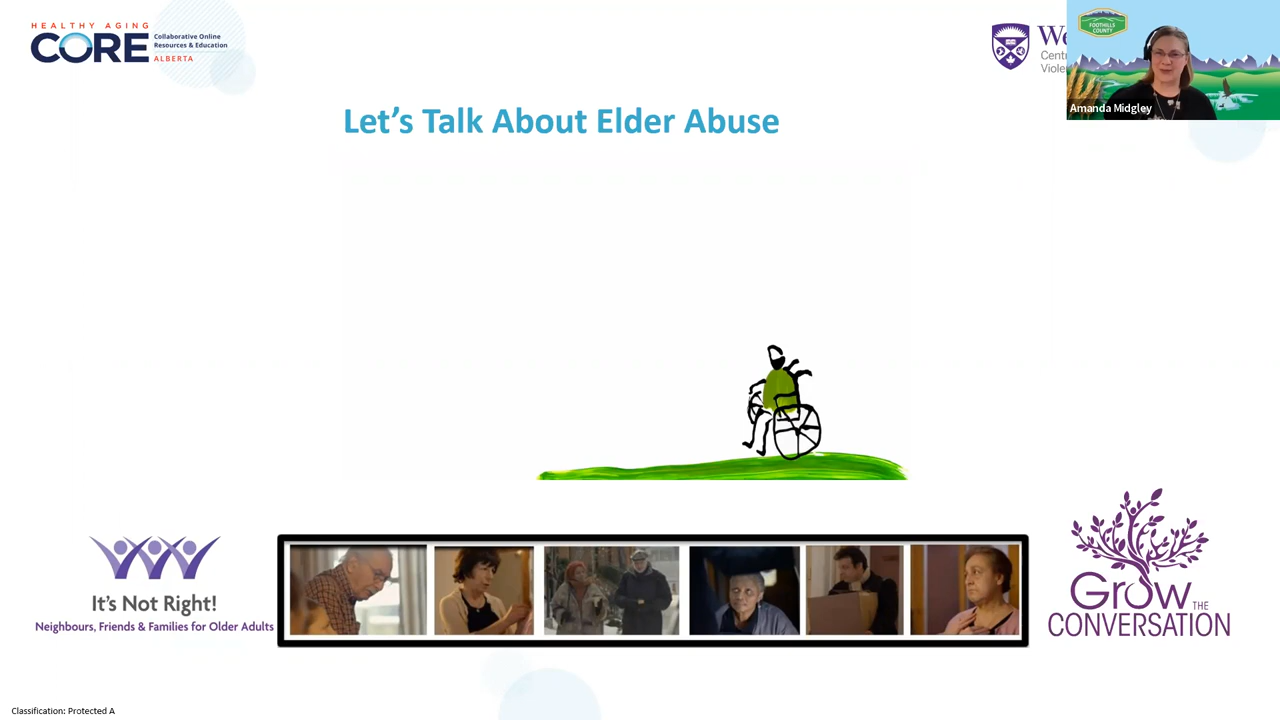 HEALTHY AGING
CORE
Collaborative Online
Resources & Education
ALBERTA
FOOTHILLS
COUNTY
Amanda Midgley
Let's Talk About Elder Abuse
It's Not Right!
Neighbours, Friends & Families for Older Adults
Grow THE
CONVERSATION
Classification: Protected A